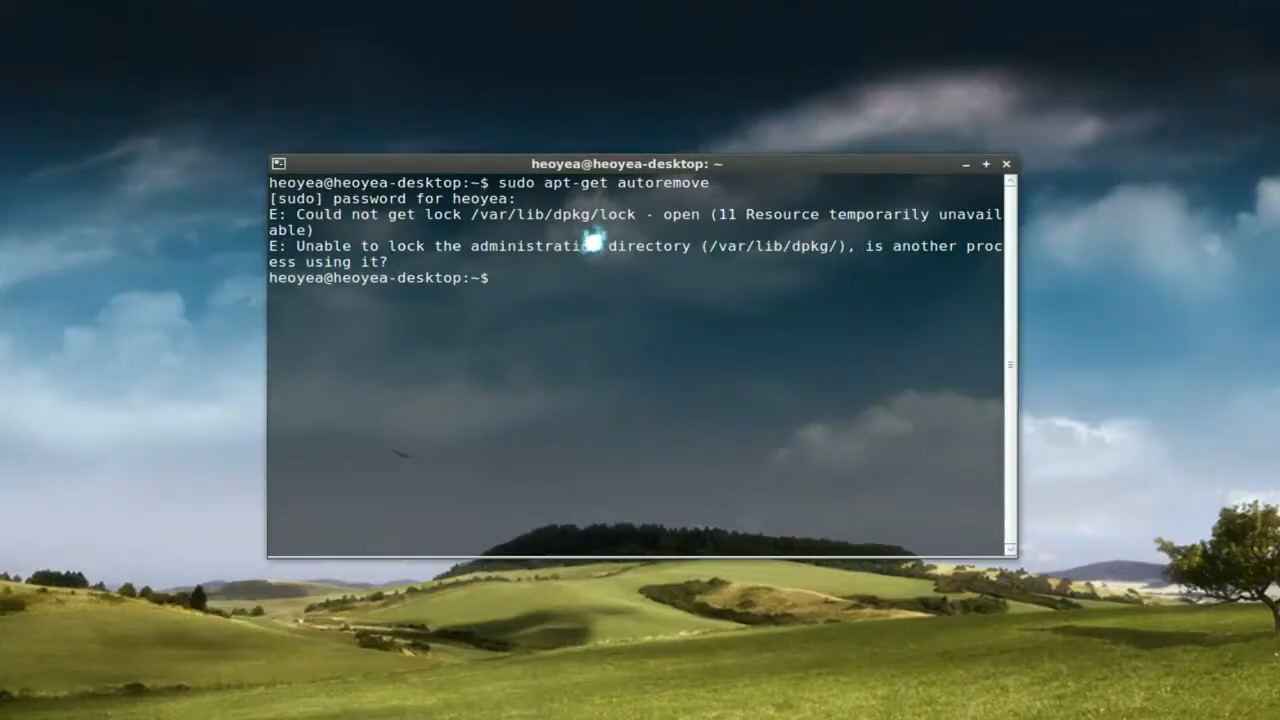 heoyea@heoyea-desktop: ~
heoyea@heoyea-desktop:~$ sudo apt-get autoremove
[sudo] password for heoyea:
E: Could not get lock /var/lib/dpkg/lock - open (11 Resource temporarily unavail
able)
E: Unable to lock the administration directory (/var/lib/dpkg/), is another proc
ess using it?
heoyea@heoyea-desktop:~$